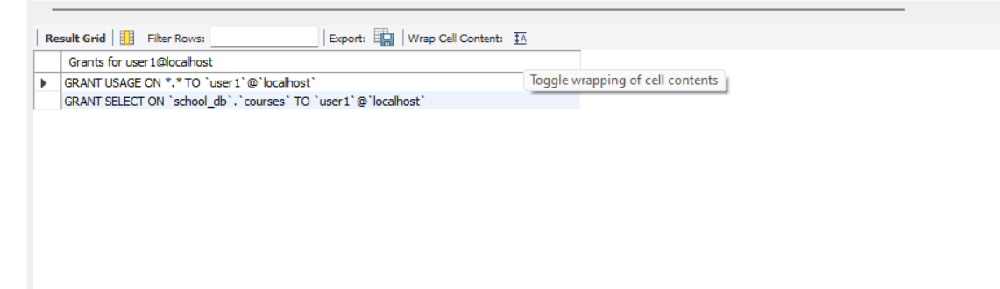 Result Grid Filter Rows: Export: Wrap Cell Content:
Grants for user1@localhost
GRANT USAGE ON *.* TO `user1`@`localhost`
Toggle wrapping of cell contents
GRANT SELECT ON `school_db`.`courses` TO `user1`@`localhost`